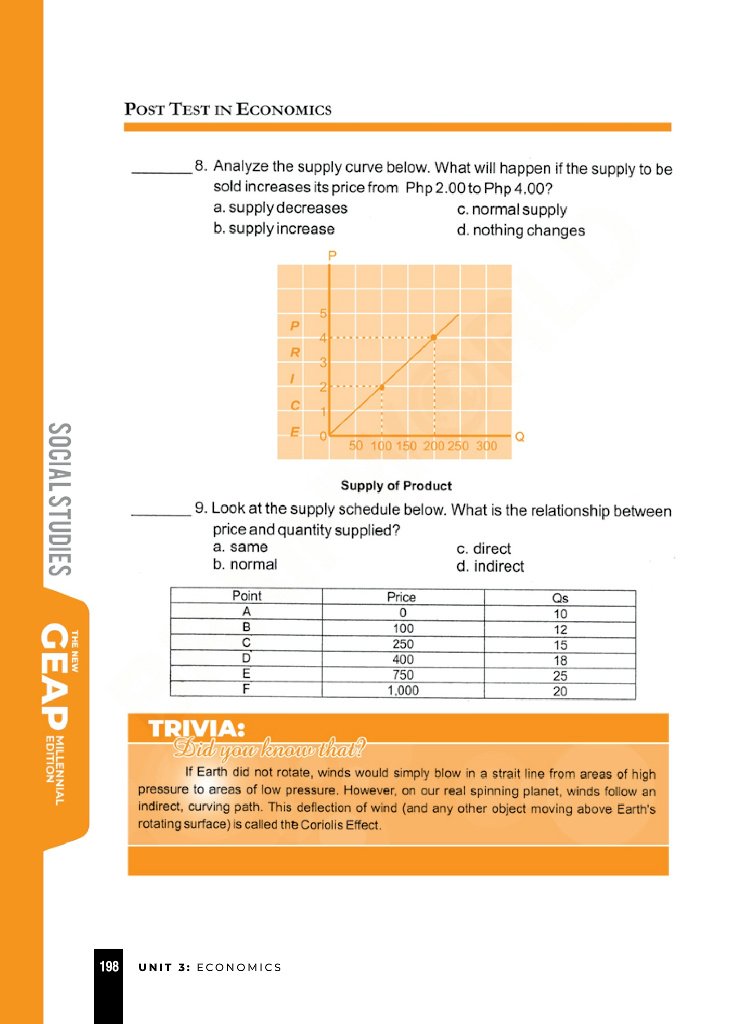 POST TEST IN ECONOMICS
_______ 8. Analyze the supply curve below. What will happen if the supply to be
sold increases its price from Php 2.00 to Php 4.00?
a. supply decreases c. normal supply
b. supply increase d. nothing changes
P
5
P 4
R 3
I 2
C 1
E 0 Q
50 100 150 200 250 300
Supply of Product
_______ 9. Look at the supply schedule below. What is the relationship between
price and quantity supplied?
a. same c. direct
b. normal d. indirect
Point Price Qs
A 0 10
B 100 12
C 250 15
D 400 18
E 750 25
F 1,000 20
TRIVIA:
Did you know that?
If Earth did not rotate, winds would simply blow in a strait line from areas of high
pressure to areas of low pressure. However, on our real spinning planet, winds follow an
indirect, curving path. This deflection of wind (and any other object moving above Earth's
rotating surface) is called the Coriolis Effect.
SOCIAL STUDIES
THE NEW
GEAP
MILLENNIAL
EDITION
198 UNIT 3: ECONOMICS